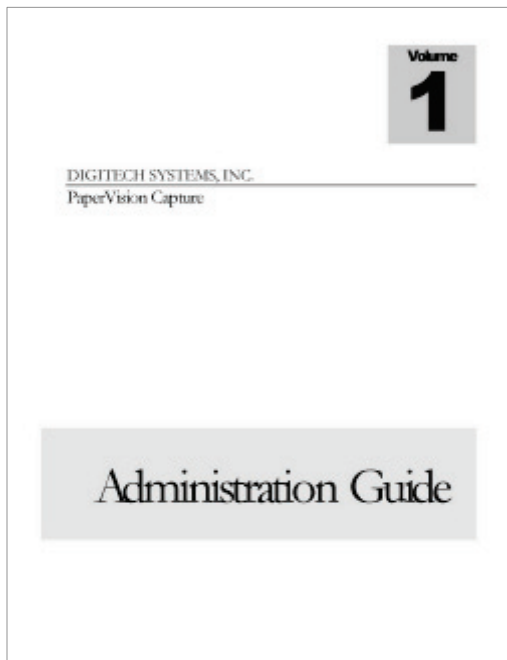 Volume
1
DIGITECH SYSTEMS, INC.
PaperVision Capture
Administration Guide